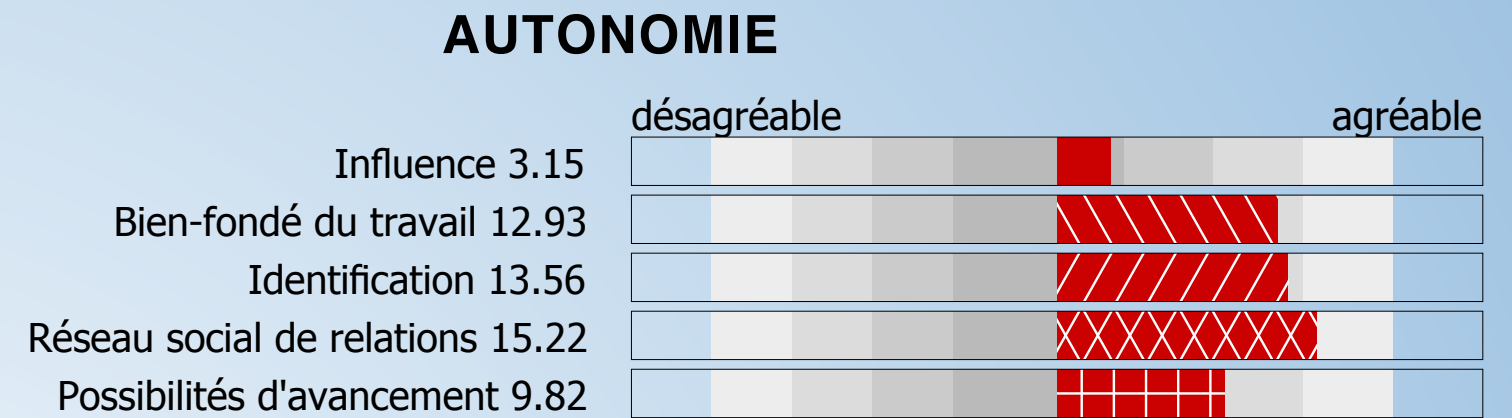 AUTONOMIE
désagréable agréable
Influence 3.15
Bien-fondé du travail 12.93
Identification 13.56
Réseau social de relations 15.22
Possibilités d'avancement 9.82